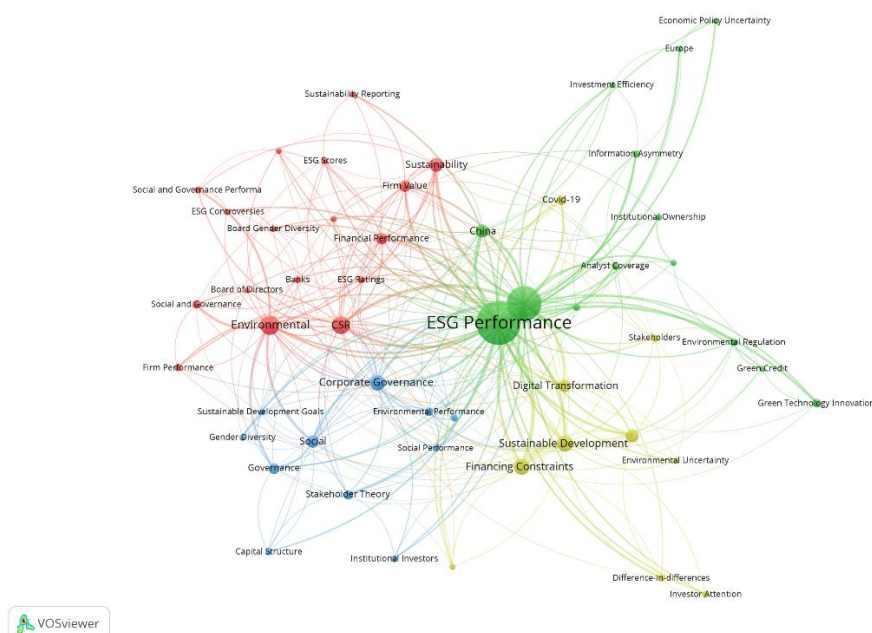 Economic Policy Uncertainty
Europe
Investment Efficiency
Sustainability Reporting
Information Asymmetry
ESG Scores
Sustainability
Firm Value
Social and Governance Performa
Covid-19
ESG Controversies
Institutional Ownership
Board Gender Diversity
China
Financial Performance
Analyst Coverage
Banks
ESG Ratings
Board of Directors
Social and Governance
Environmental
CSR
ESG Performance
Stakeholders
Environmental Regulation
Firm Performance
Green Credit
Corporate Governance
Digital Transformation
Green Technology Innovation
Sustainable Development Goals
Environmental Performance
Gender Diversity
Social
Social Performance
Sustainable Development
Governance
Financing Constraints
Environmental Uncertainty
Stakeholder Theory
Capital Structure
Institutional Investors
Difference-in-differences
Investor Attention
VOSviewer